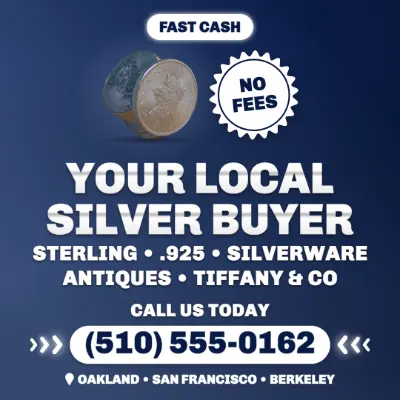 FAST CASH
NO
FEES
YOUR LOCAL
SILVER BUYER
STERLING • .925 • SILVERWARE
ANTIQUES • TIFFANY & CO
CALL US TODAY
(510) 555-0162
OAKLAND • SAN FRANCISCO • BERKELEY